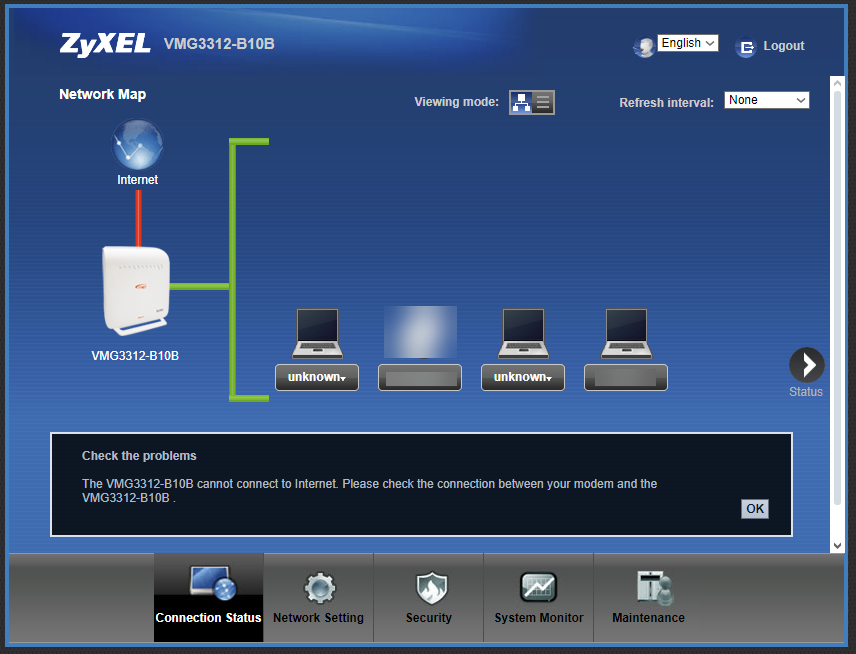 ZyXEL VMG3312-B10B
English
Logout
Network Map
Viewing mode:
Refresh interval: None
Internet
VMG3312-B10B
unknown
unknown
Status
Check the problems
The VMG3312-B10B cannot connect to Internet. Please check the connection between your modem and the
VMG3312-B10B .
OK
Connection Status
Network Setting
Security
System Monitor
Maintenance